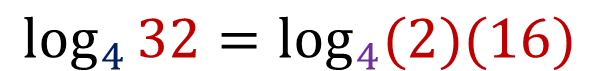 log₄ 32 = log₄(2)(16)